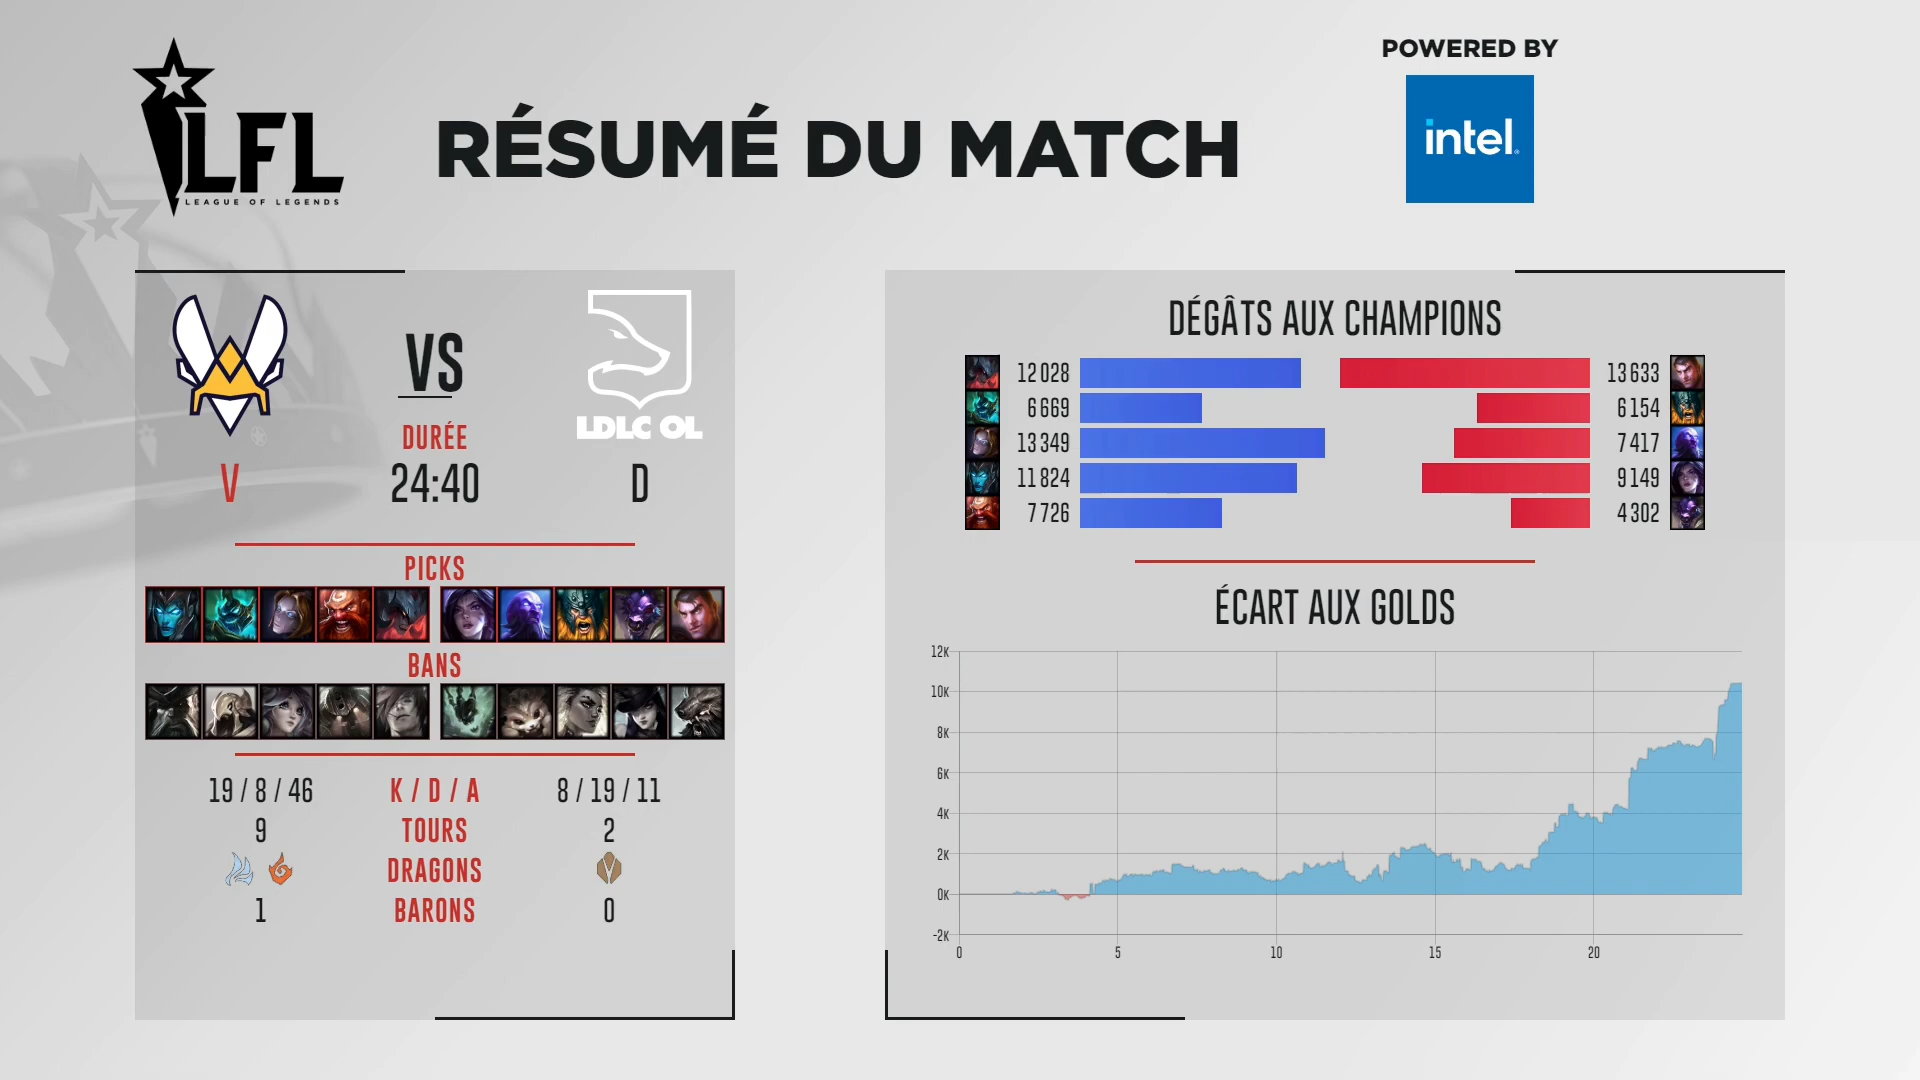 POWERED BY
intel.
LFL
LEAGUE OF LEGENDS
RÉSUMÉ DU MATCH
VS
LDLC OL
DURÉE
V 24:40 D
PICKS
BANS
19 / 8 / 46 K / D / A 8 / 19 / 11
9 TOURS 2
DRAGONS
1 BARONS 0
DÉGÂTS AUX CHAMPIONS
12 028 13 633
6 669 6 154
13 349 7 417
11 824 9 149
7 726 4 302
ÉCART AUX GOLDS
12K
10K
8K
6K
4K
2K
0K
-2K
0 5 10 15 20